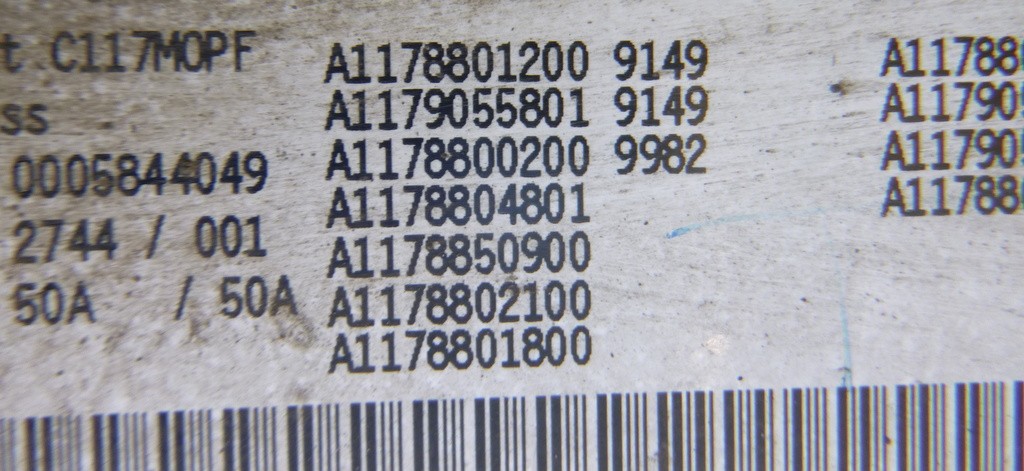 t.C117MOPF
ss
0005844049
2744 / 001
50A / 50A
A1178801200 9149
A1179055801 9149
A1178800200 9982
A1178804801
A1178850900
A1178802100
A1178801800
A11788
A11790
A11790
A11788